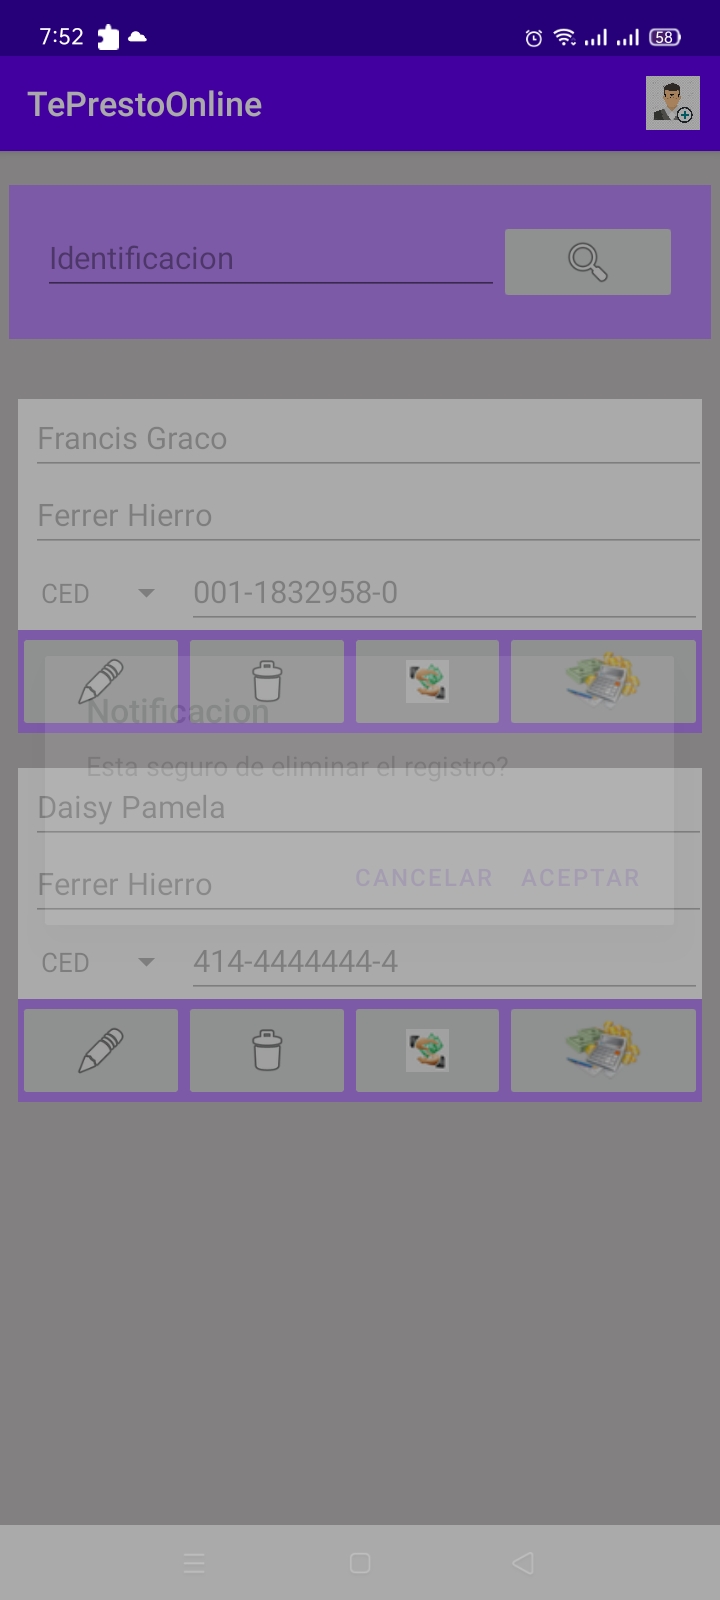 7:52
58
TePrestoOnline
Identificacion
Francis Graco
Ferrer Hierro
CED
001-1832958-0
Notificacion
Esta seguro de eliminar el registro?
Daisy Pamela
Ferrer Hierro
CANCELAR ACEPTAR
CED
414-4444444-4